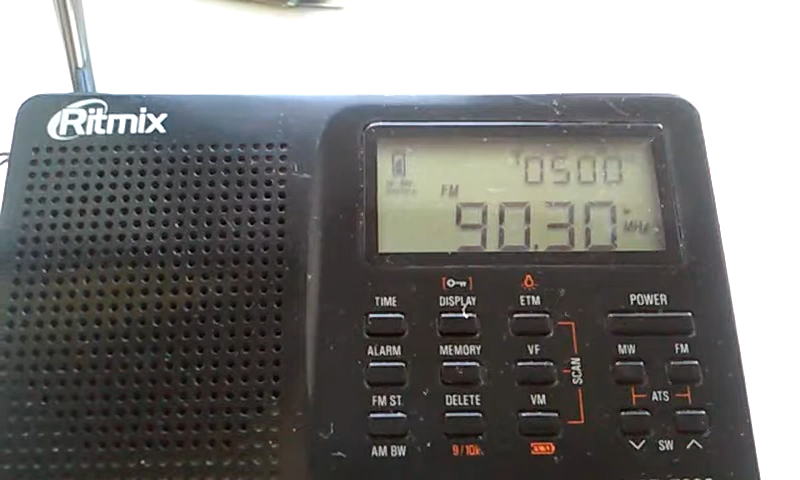 Ritmix
0500
FM
90.30 MHz
TIME DISPLAY ETM POWER
ALARM MEMORY VF MW FM
SCAN
FM ST. DELETE VM ATS
AM BW 9/10k SW